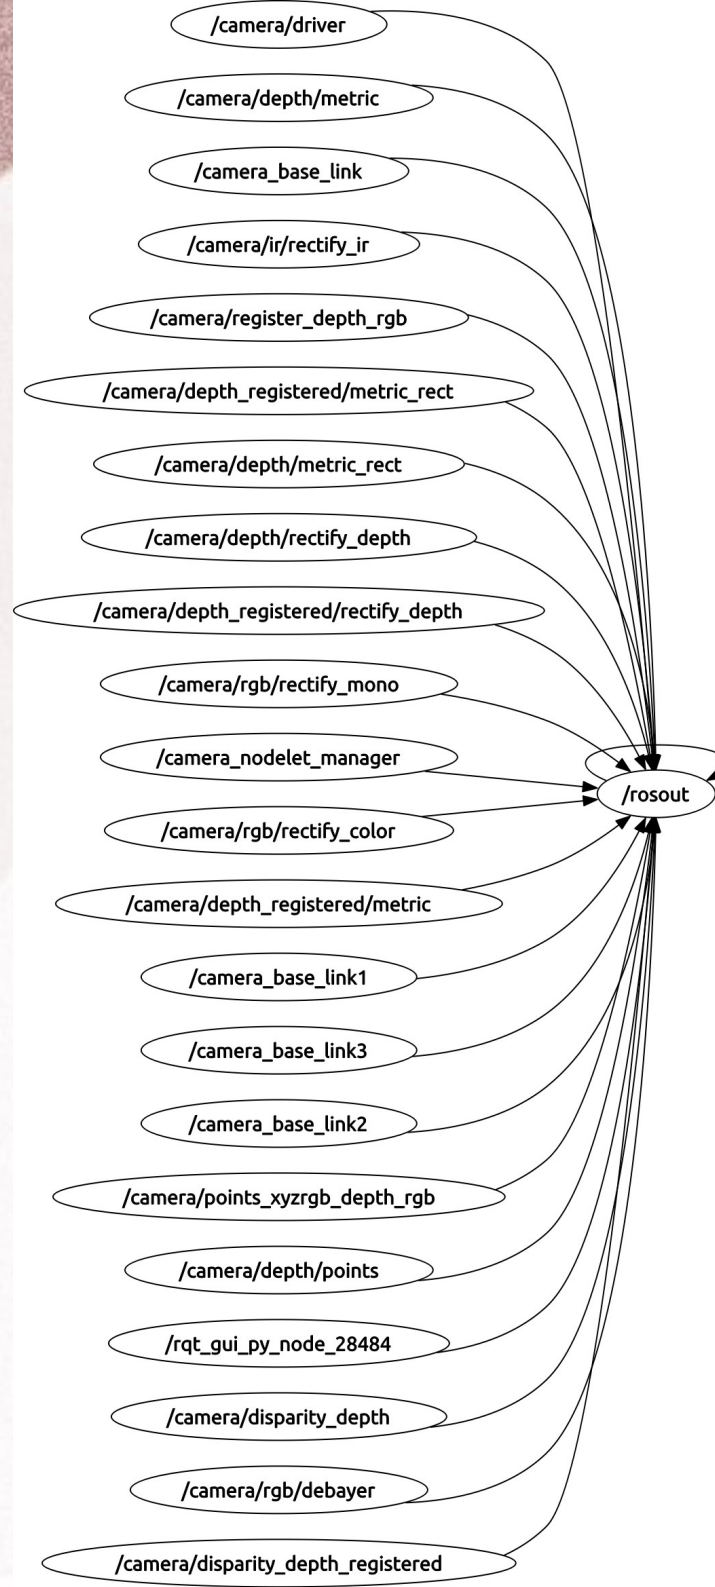 /camera/driver
/camera/depth/metric
/camera_base_link
/camera/ir/rectify_ir
/camera/register_depth_rgb
/camera/depth_registered/metric_rect
/camera/depth/metric_rect
/camera/depth/rectify_depth
/camera/depth_registered/rectify_depth
/camera/rgb/rectify_mono
/camera_nodelet_manager
/rosout
/camera/rgb/rectify_color
/camera/depth_registered/metric
/camera_base_link1
/camera_base_link3
/camera_base_link2
/camera/points_xyzrgb_depth_rgb
/camera/depth/points
/rqt_gui_py_node_28484
/camera/disparity_depth
/camera/rgb/debayer
/camera/disparity_depth_registered